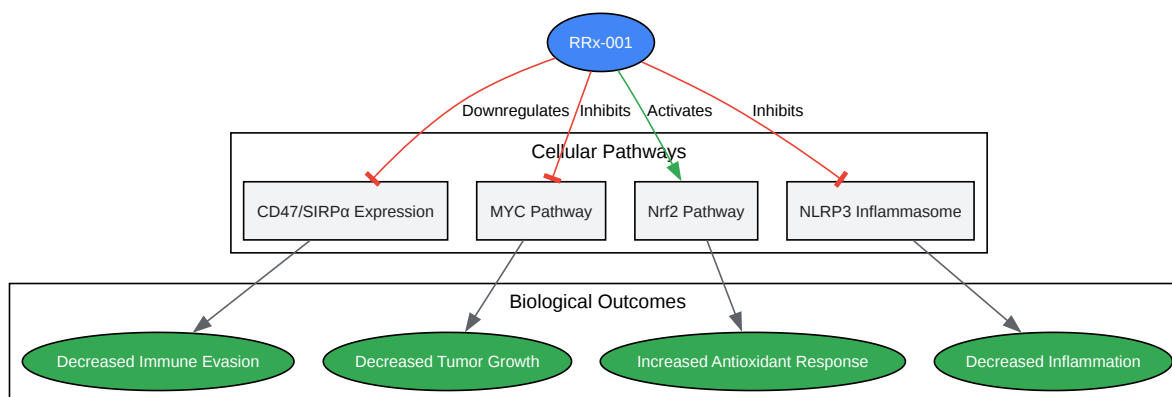 RRx-001
Downregulates
Inhibits
Activates
Inhibits
Cellular Pathways
CD47/SIRPα Expression
MYC Pathway
Nrf2 Pathway
NLRP3 Inflammasome
Biological Outcomes
Decreased Immune Evasion
Decreased Tumor Growth
Increased Antioxidant Response
Decreased Inflammation